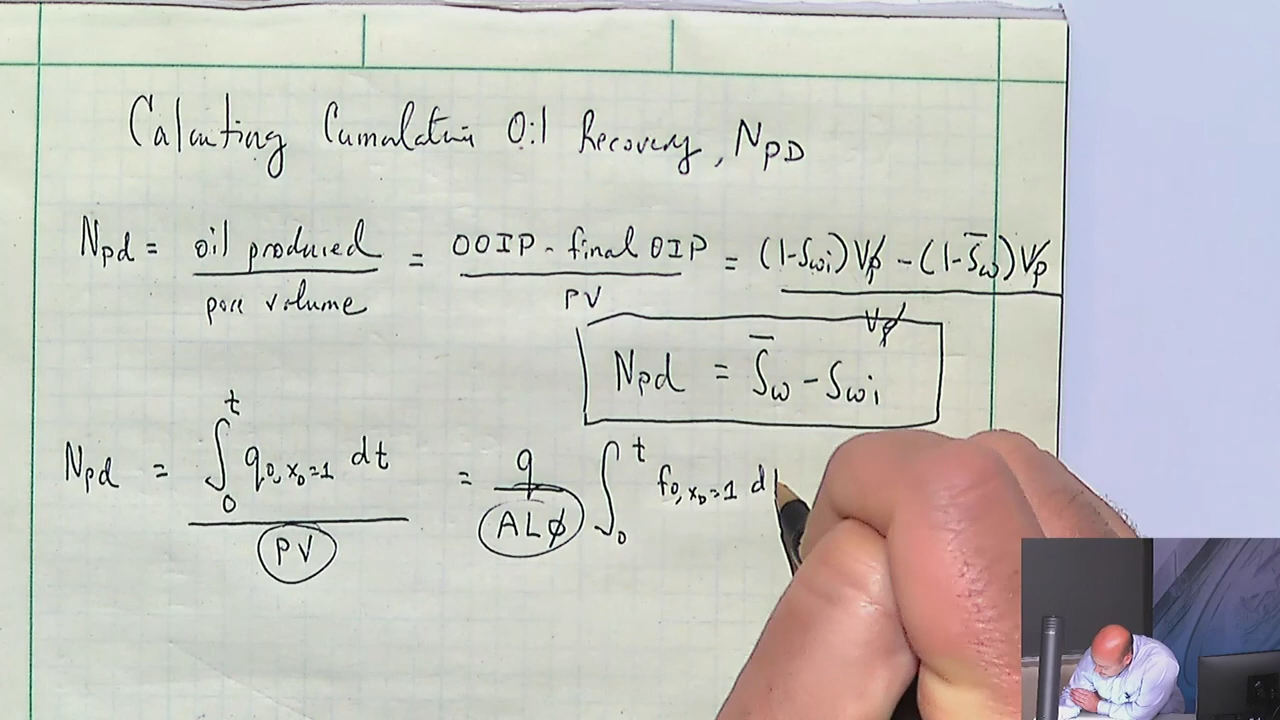 Calculating Cumulative Oil Recovery, NpD
Npd = oil produced / pore volume = OOIP - final OIP / PV = (1-Swi)Vp - (1-S̄w)Vp / Vp
Npd = S̄w - Swi
Npd = ∫₀ᵗ qo,xD=1 dt / PV = q / ALϕ ∫₀ᵗ fo,xD=1 d